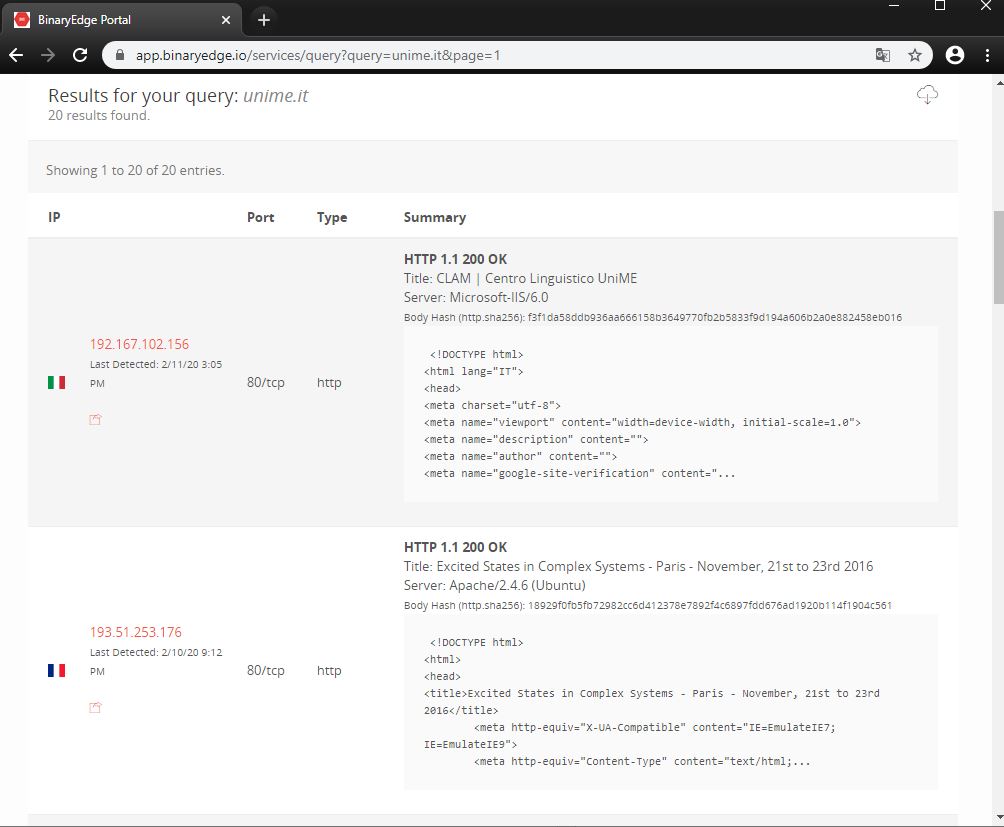 BinaryEdge Portal
app.binaryedge.io/services/query?query=unime.it&page=1
Results for your query: unime.it
20 results found.
Showing 1 to 20 of 20 entries.
IP Port Type Summary
HTTP 1.1 200 OK
Title: CLAM | Centro Linguistico UniME
Server: Microsoft-IIS/6.0
Body Hash (http.sha256): f3f1da58ddb936aa666158b3649770fb2b5833f9d194a606b2a0e882458eb016
192.167.102.156
Last Detected: 2/11/20 3:05
PM
80/tcp http
<!DOCTYPE html>
<html lang="IT">
<head>
<meta charset="utf-8">
<meta name="viewport" content="width=device-width, initial-scale=1.0">
<meta name="description" content="">
<meta name="author" content="">
<meta name="google-site-verification" content="...
HTTP 1.1 200 OK
Title: Excited States in Complex Systems - Paris - November, 21st to 23rd 2016
Server: Apache/2.4.6 (Ubuntu)
Body Hash (http.sha256): 18929f0fb5fb72982cc6d412378e7892f4c6897fdd676ad1920b114f1904c561
193.51.253.176
Last Detected: 2/10/20 9:12
PM
80/tcp http
<!DOCTYPE html>
<html>
<head>
<title>Excited States in Complex Systems - Paris - November, 21st to 23rd
2016</title>
<meta http-equiv="X-UA-Compatible" content="IE=EmulateIE7;
IE=EmulateIE9">
<meta http-equiv="Content-Type" content="text/html;...